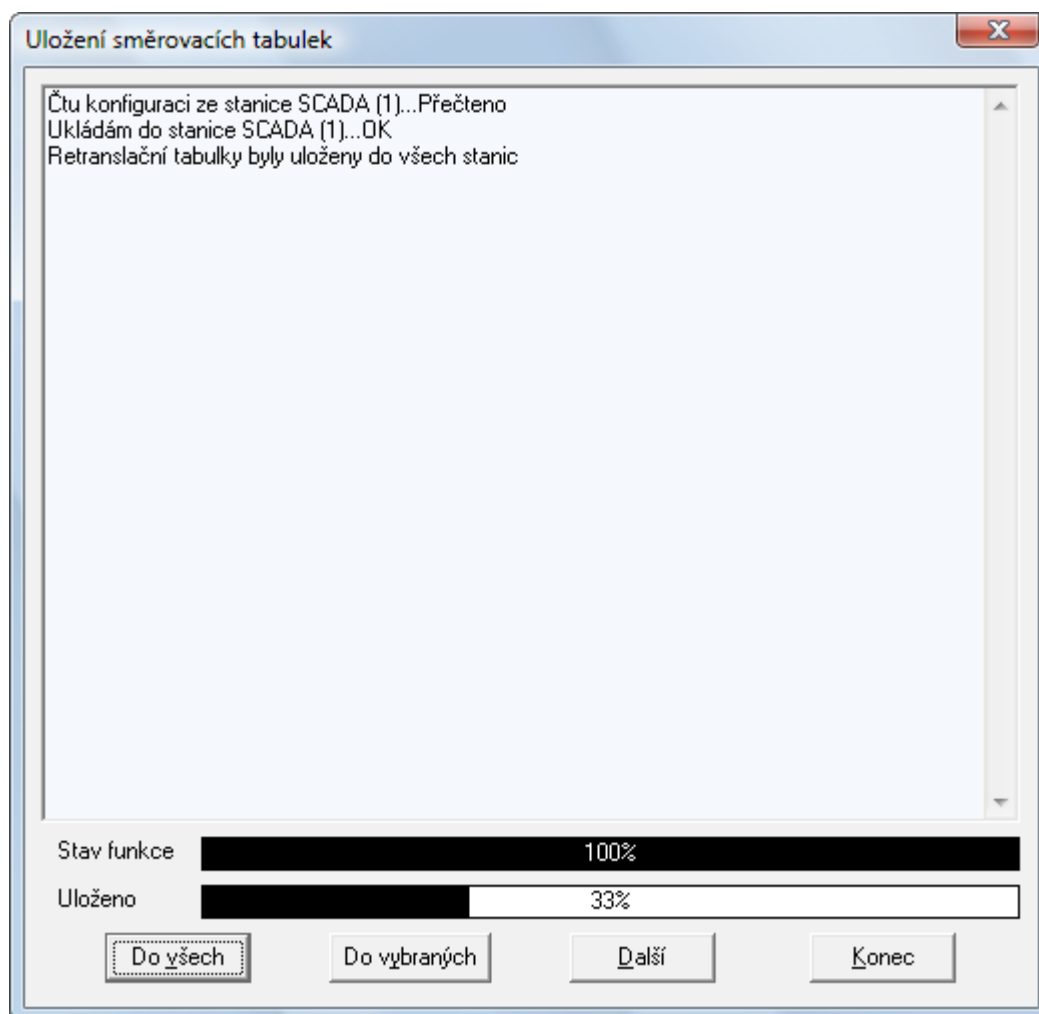 Uložení směrovacích tabulek
Čtu konfiguraci ze stanice SCADA (1)...Přečteno
Ukládám do stanice SCADA (1)...OK
Retranslační tabulky byly uloženy do všech stanic
Stav funkce 100%
Uloženo 33%
Do všech Do vybraných Další Konec